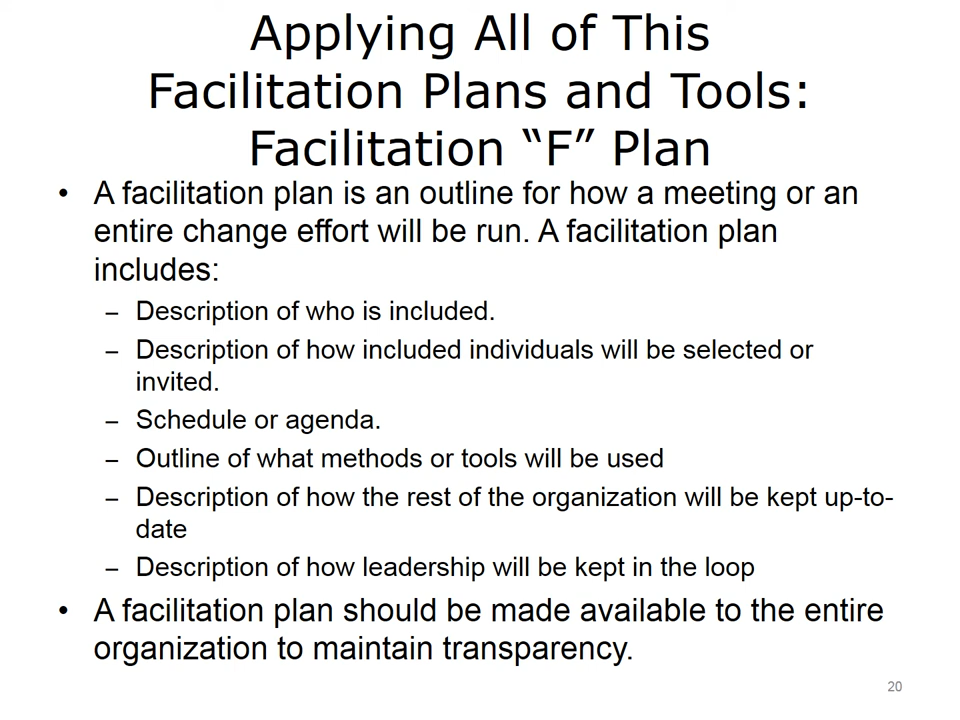 Applying All of This
Facilitation Plans and Tools:
Facilitation “F” Plan
• A facilitation plan is an outline for how a meeting or an
entire change effort will be run. A facilitation plan
includes:
– Description of who is included.
– Description of how included individuals will be selected or
invited.
– Schedule or agenda.
– Outline of what methods or tools will be used
– Description of how the rest of the organization will be kept up-to-
date
– Description of how leadership will be kept in the loop
• A facilitation plan should be made available to the entire
organization to maintain transparency.
20